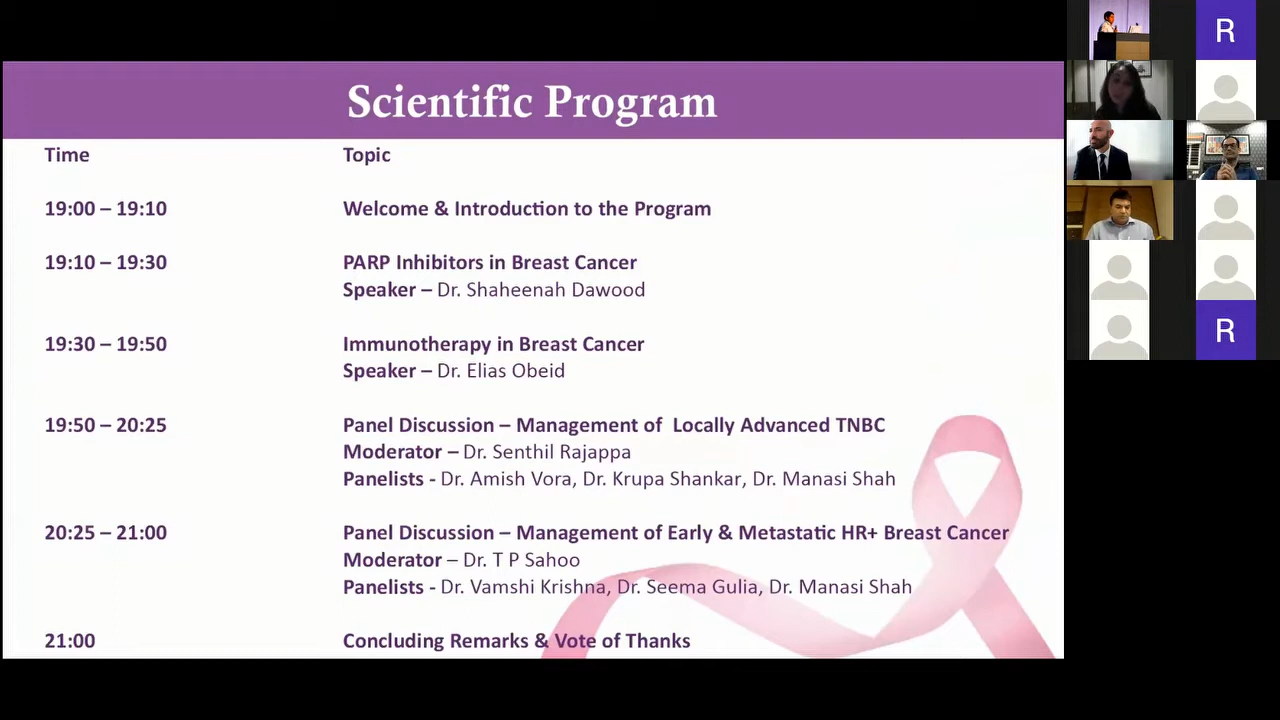 Scientific Program
Time Topic
19:00 – 19:10 Welcome & Introduction to the Program
19:10 – 19:30 PARP Inhibitors in Breast Cancer
Speaker – Dr. Shaheenah Dawood
19:30 – 19:50 Immunotherapy in Breast Cancer
Speaker – Dr. Elias Obeid
19:50 – 20:25 Panel Discussion – Management of Locally Advanced TNBC
Moderator – Dr. Senthil Rajappa
Panelists - Dr. Amish Vora, Dr. Krupa Shankar, Dr. Manasi Shah
20:25 – 21:00 Panel Discussion – Management of Early & Metastatic HR+ Breast Cancer
Moderator – Dr. T P Sahoo
Panelists - Dr. Vamshi Krishna, Dr. Seema Gulia, Dr. Manasi Shah
21:00 Concluding Remarks & Vote of Thanks
R
R